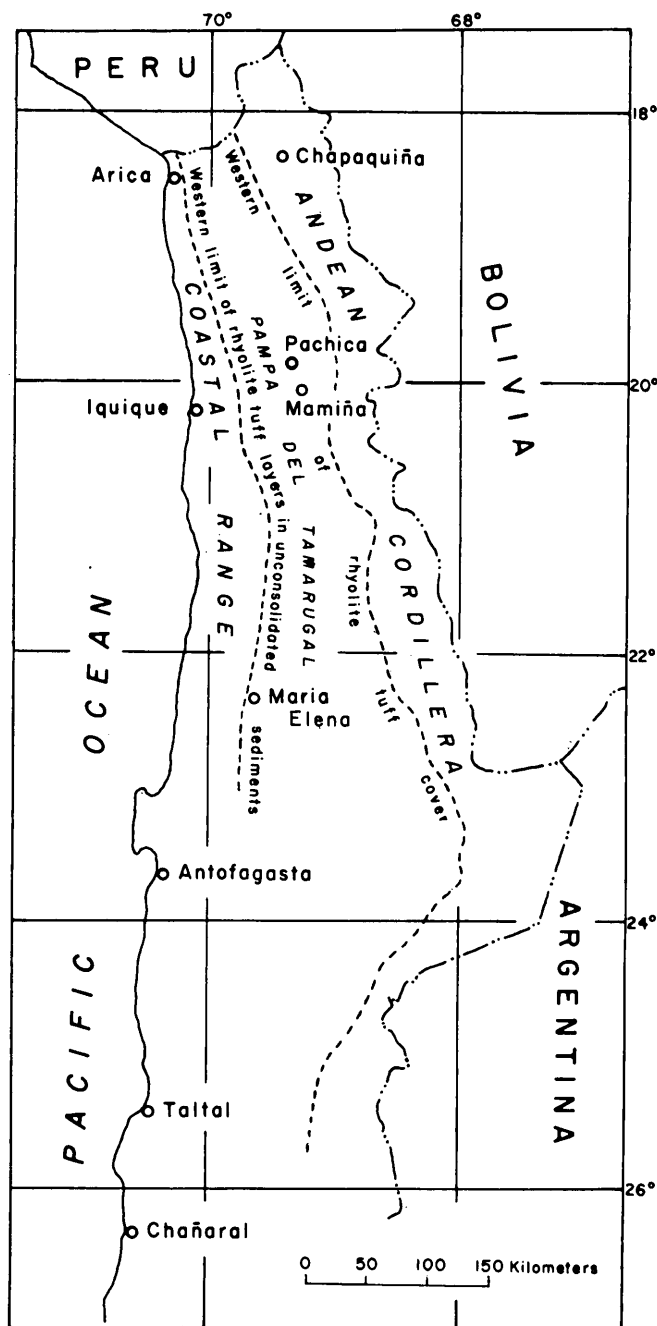 70°
68°
PERU
18°
Chapaquiña
Arica
Western limit of rhyolite tuff layers in unconsolidated sediments
Western limit of rhyolite tuff cover
ANDEAN CORDILLERA
BOLIVIA
COASTAL RANGE
PAMPA DEL TAMARUGAL
Pachica
20°
Iquique
Mamiña
22°
Maria
Elena
PACIFIC OCEAN
Antofagasta
24°
ARGENTINA
Taltal
26°
Chañaral
0 50 100 150 Kilometers